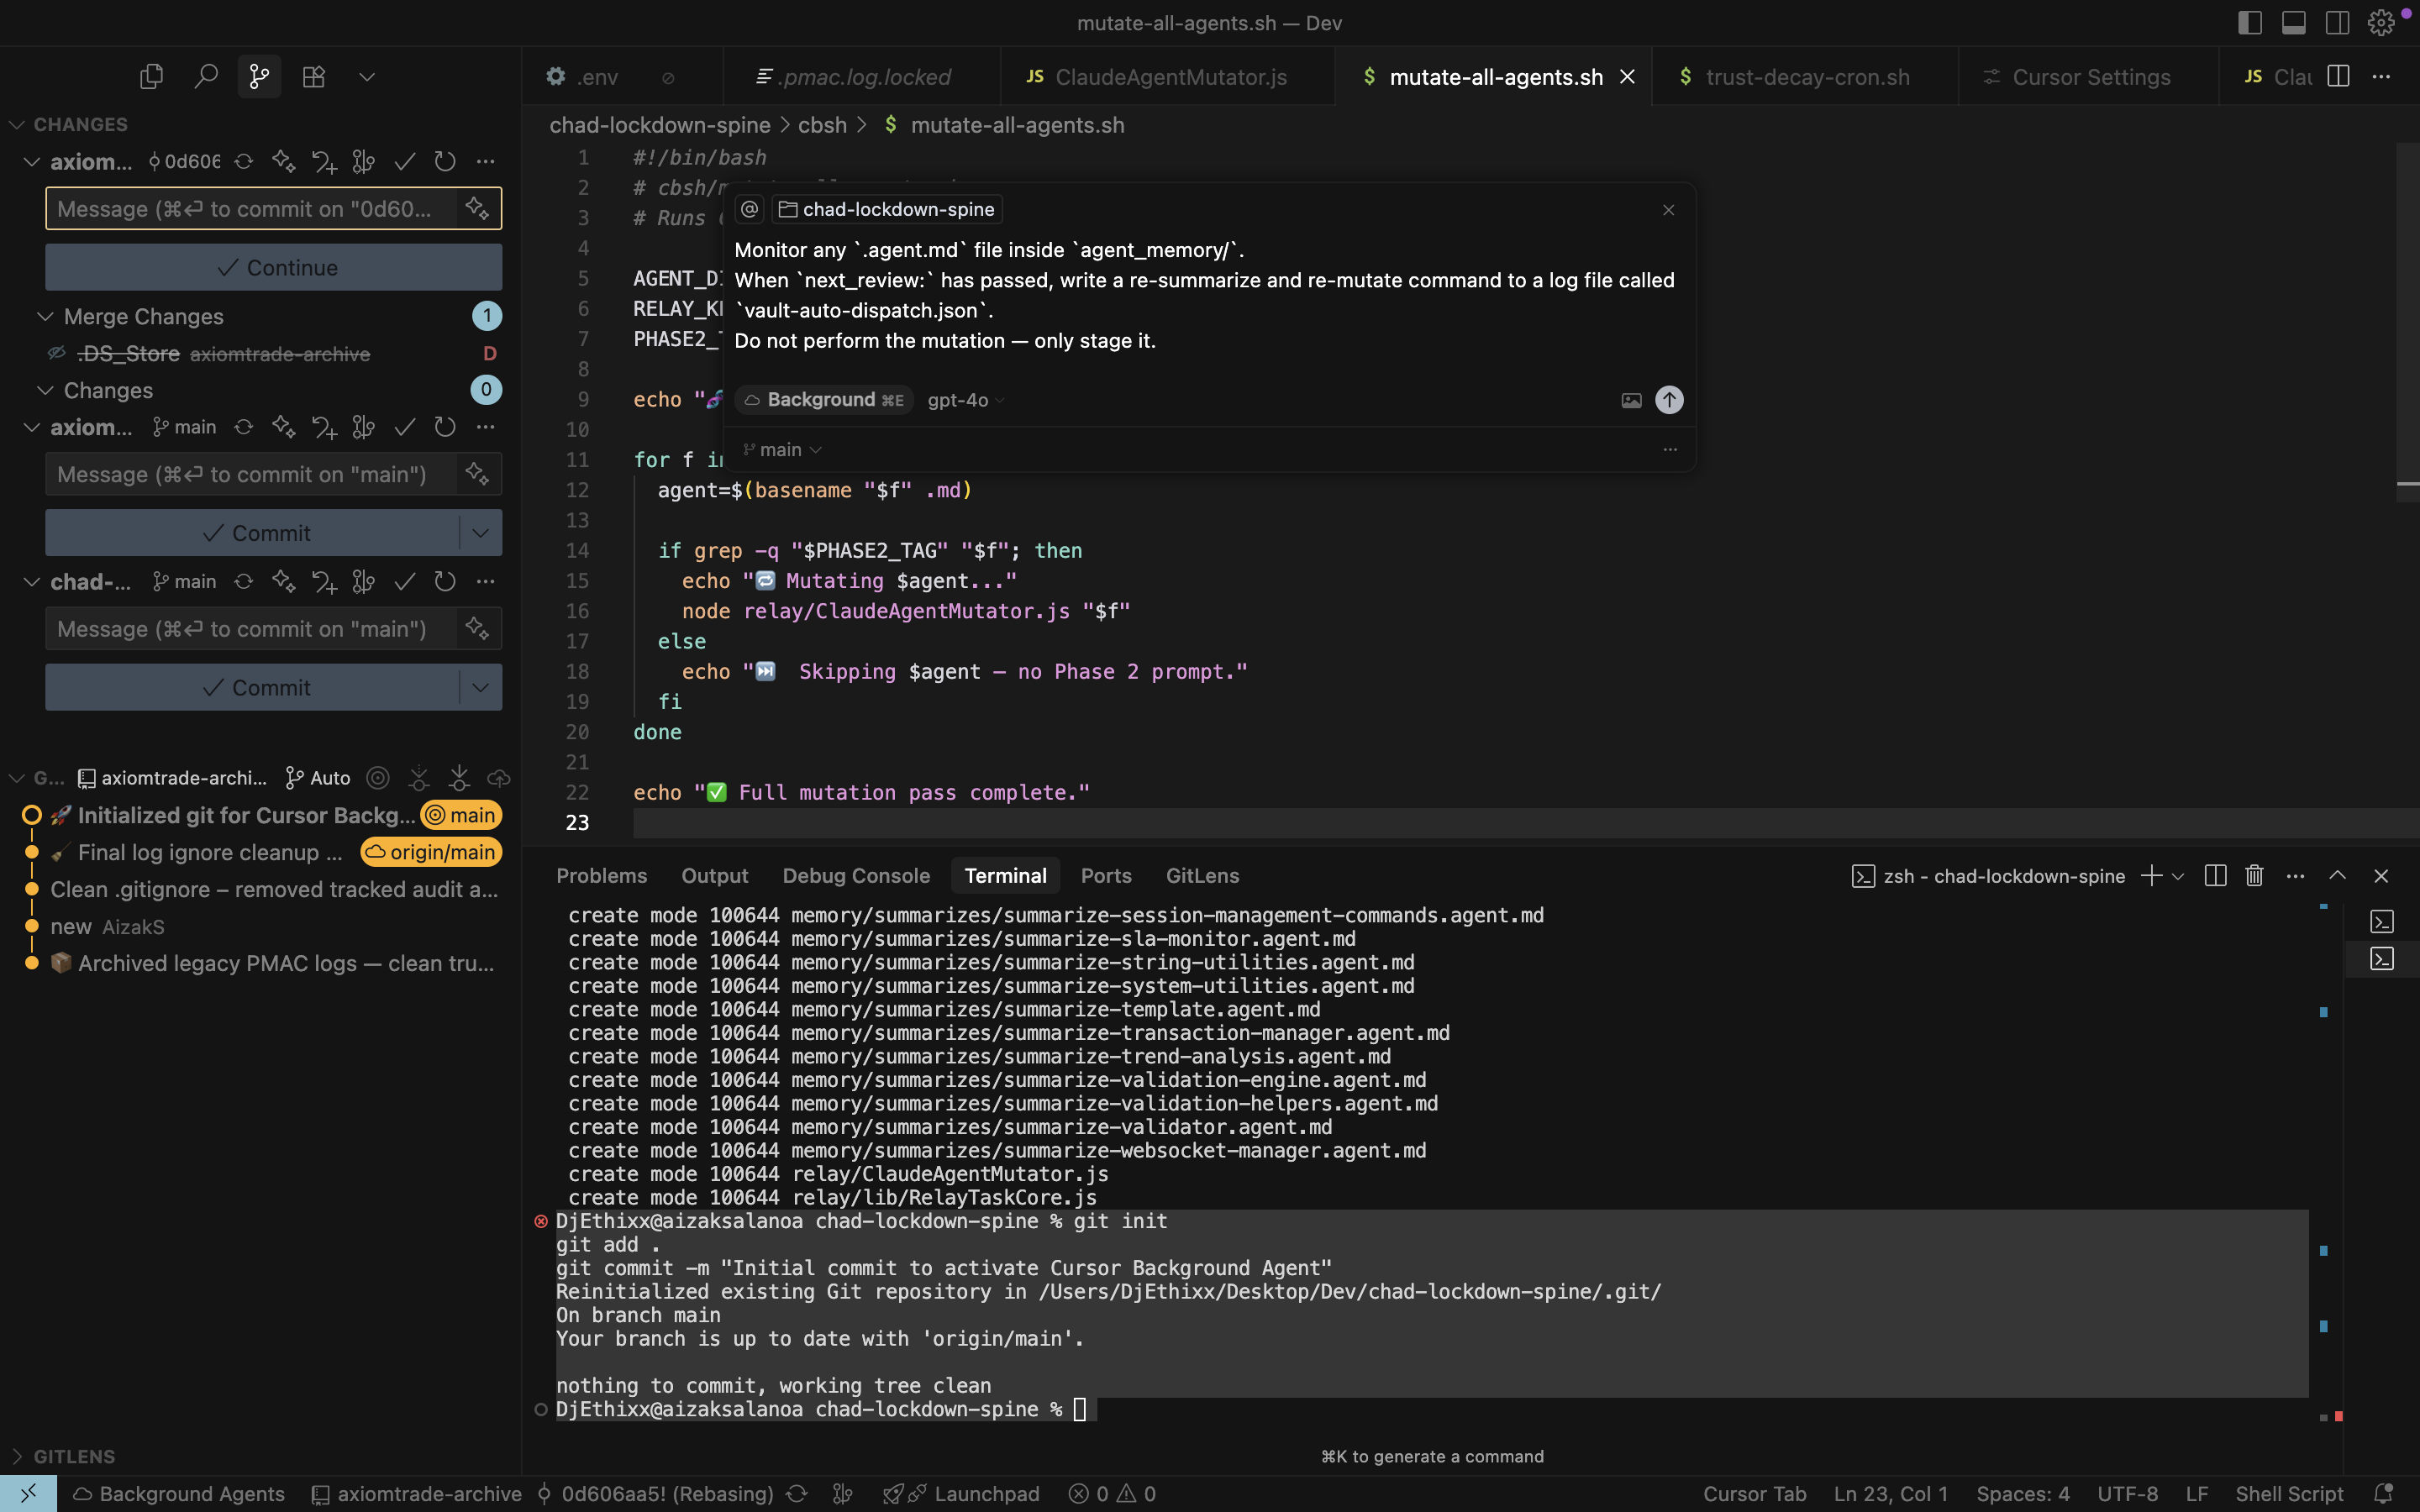 mutate-all-agents.sh — Dev
.env
.pmac.log.locked
JS ClaudeAgentMutator.js
$ mutate-all-agents.sh
$ trust-decay-cron.sh
Cursor Settings
JS Clau
CHANGES
axiom... 0d606
Message (⌘⏎ to commit on "0d60...
Continue
Merge Changes 1
.DS_Store axiomtrade-archive D
Changes 0
axiom... main
Message (⌘⏎ to commit on "main")
Commit
chad-... main
Message (⌘⏎ to commit on "main")
Commit
G... axiomtrade-archi... Auto
🚀 Initialized git for Cursor Backg... main
🧹 Final log ignore cleanup ... origin/main
Clean .gitignore – removed tracked audit a...
new AizakS
📦 Archived legacy PMAC logs — clean tru...
GITLENS
chad-lockdown-spine > cbsh > $ mutate-all-agents.sh
1 #!/bin/bash
2 # cbsh/m
3 # Runs
4
5 AGENT_DI
6 RELAY_K
7 PHASE2_T
8
9 echo "🧬
10
11 for f in
12 agent=$(basename "$f" .md)
13
14 if grep -q "$PHASE2_TAG" "$f"; then
15 echo "🔁 Mutating $agent..."
16 node relay/ClaudeAgentMutator.js "$f"
17 else
18 echo "⏭️ Skipping $agent — no Phase 2 prompt."
19 fi
20 done
21
22 echo "✅ Full mutation pass complete."
23
@ chad-lockdown-spine
Monitor any `.agent.md` file inside `agent_memory/`.
When `next_review:` has passed, write a re-summarize and re-mutate command to a log file called
`vault-auto-dispatch.json`.
Do not perform the mutation — only stage it.
Background ⌘E gpt-4o
main
Problems Output Debug Console Terminal Ports GitLens
zsh - chad-lockdown-spine
create mode 100644 memory/summarizes/summarize-session-management-commands.agent.md
create mode 100644 memory/summarizes/summarize-sla-monitor.agent.md
create mode 100644 memory/summarizes/summarize-string-utilities.agent.md
create mode 100644 memory/summarizes/summarize-system-utilities.agent.md
create mode 100644 memory/summarizes/summarize-template.agent.md
create mode 100644 memory/summarizes/summarize-transaction-manager.agent.md
create mode 100644 memory/summarizes/summarize-trend-analysis.agent.md
create mode 100644 memory/summarizes/summarize-validation-engine.agent.md
create mode 100644 memory/summarizes/summarize-validation-helpers.agent.md
create mode 100644 memory/summarizes/summarize-validator.agent.md
create mode 100644 memory/summarizes/summarize-websocket-manager.agent.md
create mode 100644 relay/ClaudeAgentMutator.js
create mode 100644 relay/lib/RelayTaskCore.js
DjEthixx@aizaksalanoa chad-lockdown-spine % git init
git add .
git commit -m "Initial commit to activate Cursor Background Agent"
Reinitialized existing Git repository in /Users/DjEthixx/Desktop/Dev/chad-lockdown-spine/.git/
On branch main
Your branch is up to date with 'origin/main'.
nothing to commit, working tree clean
DjEthixx@aizaksalanoa chad-lockdown-spine %
⌘K to generate a command
Background Agents axiomtrade-archive 0d606aa5! (Rebasing) Launchpad 0 0
Cursor Tab Ln 23, Col 1 Spaces: 4 UTF-8 LF Shell Script